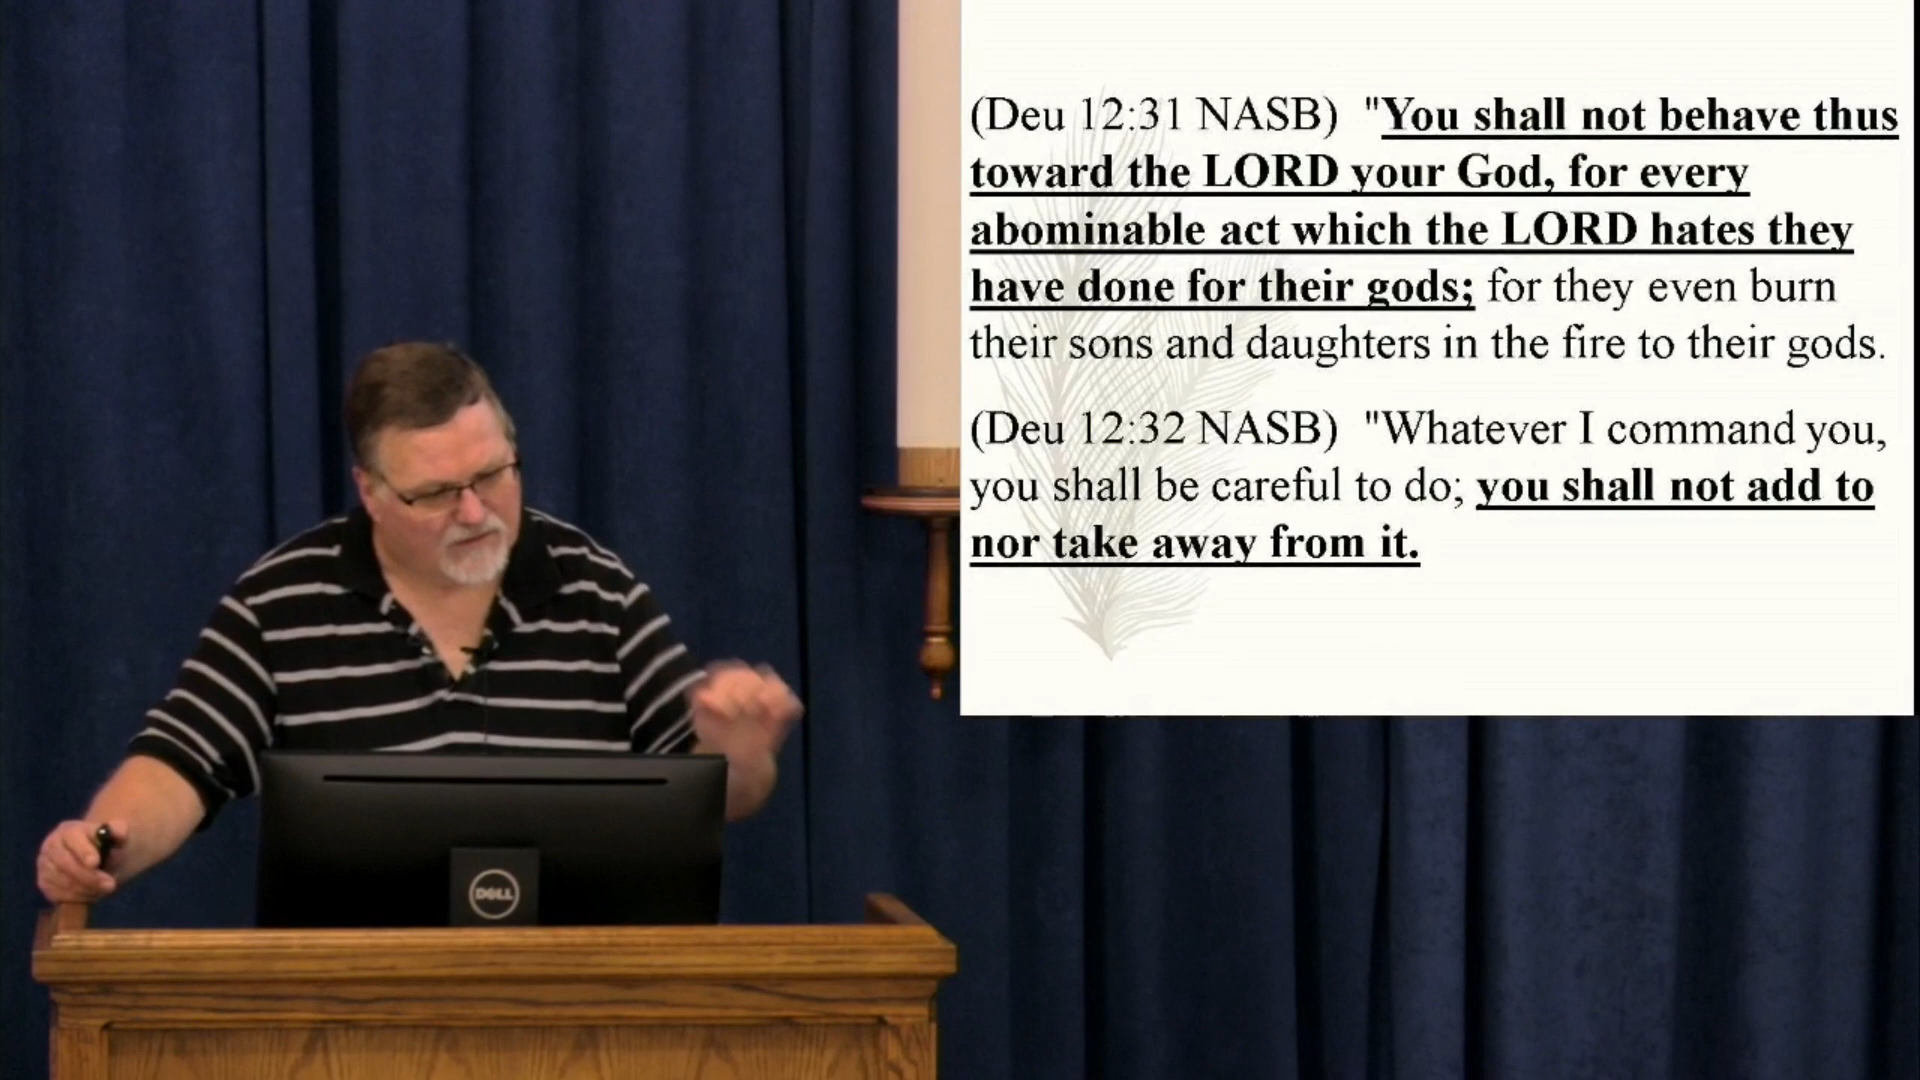 (Deu 12:31 NASB) "You shall not behave thus
toward the LORD your God, for every
abominable act which the LORD hates they
have done for their gods; for they even burn
their sons and daughters in the fire to their gods.
(Deu 12:32 NASB) "Whatever I command you,
you shall be careful to do; you shall not add to
nor take away from it.
DELL